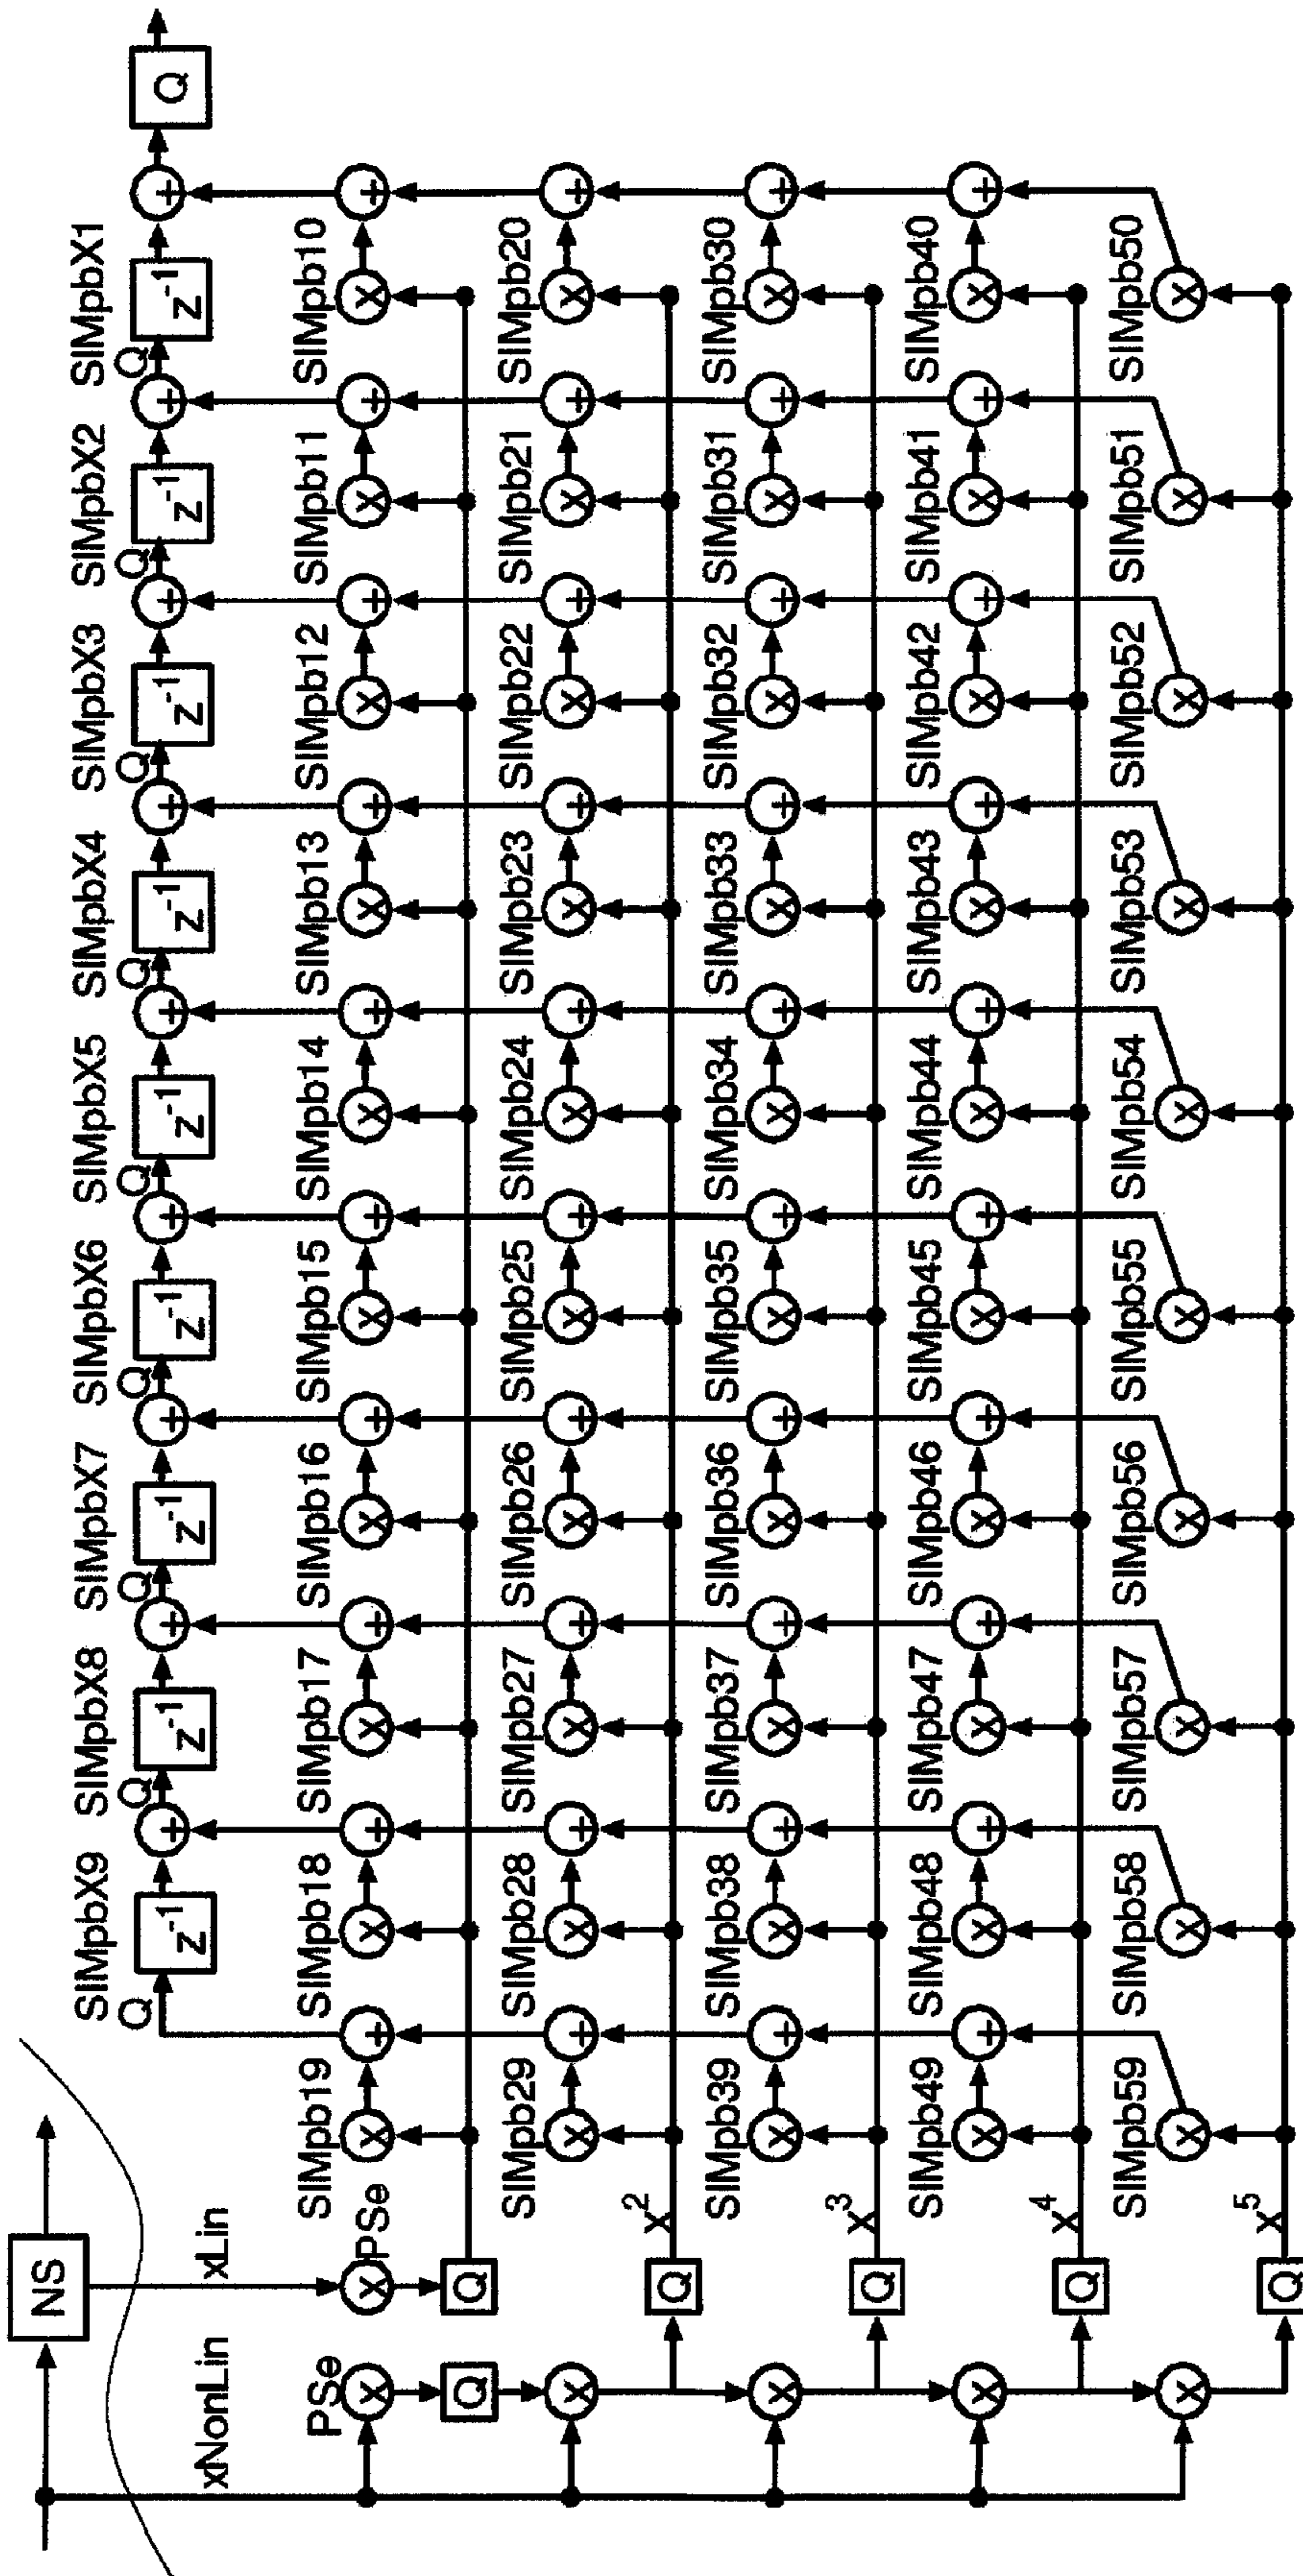 NS
SIMpbX9 SIMpbX8 SIMpbX7 SIMpbX6 SIMpbX5 SIMpbX4 SIMpbX3 SIMpbX2 SIMpbX1
Q Q Q Q Q Q Q Q Q
z⁻¹ z⁻¹ z⁻¹ z⁻¹ z⁻¹ z⁻¹ z⁻¹ z⁻¹ z⁻¹ Q
+ + + + + + + + +
xNonLin xLin
PSe PSe
SIMpb19 SIMpb18 SIMpb17 SIMpb16 SIMpb15 SIMpb14 SIMpb13 SIMpb12 SIMpb11 SIMpb10
x x x + x + x + x + x + x + x + x + x + x + x +
Q Q
SIMpb29 SIMpb28 SIMpb27 SIMpb26 SIMpb25 SIMpb24 SIMpb23 SIMpb22 SIMpb21 SIMpb20
x x + x + x + x + x + x + x + x + x + x +
Q x²
SIMpb39 SIMpb38 SIMpb37 SIMpb36 SIMpb35 SIMpb34 SIMpb33 SIMpb32 SIMpb31 SIMpb30
x x + x + x + x + x + x + x + x + x + x +
Q x³
SIMpb49 SIMpb48 SIMpb47 SIMpb46 SIMpb45 SIMpb44 SIMpb43 SIMpb42 SIMpb41 SIMpb40
x x + x + x + x + x + x + x + x + x + x +
Q x⁴
SIMpb59 SIMpb58 SIMpb57 SIMpb56 SIMpb55 SIMpb54 SIMpb53 SIMpb52 SIMpb51 SIMpb50
x x x x x x x x x x x
Q x⁵